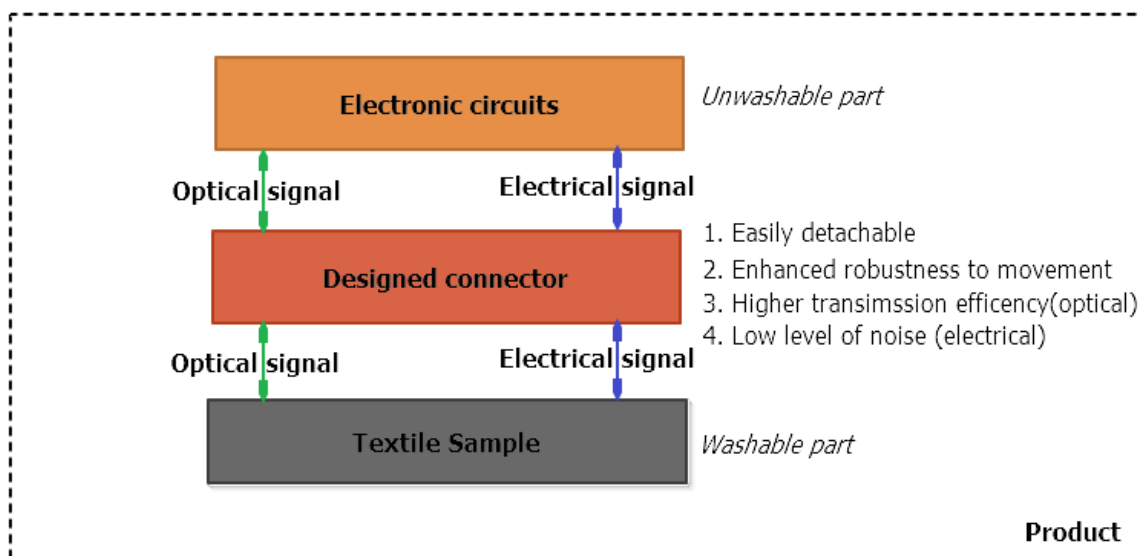 Electronic circuits
Unwashable part
Optical signal
Electrical signal
Designed connector
1. Easily detachable
2. Enhanced robustness to movement
3. Higher transimssion efficency(optical)
4. Low level of noise (electrical)
Optical signal
Electrical signal
Textile Sample
Washable part
Product